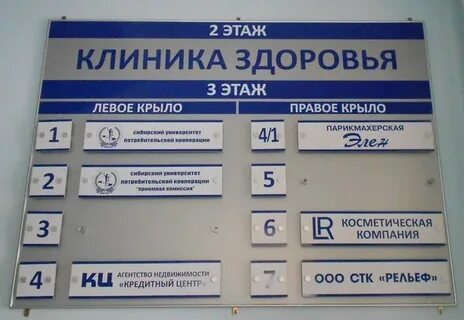 2 ЭТАЖ
КЛИНИКА ЗДОРОВЬЯ
3 ЭТАЖ
ЛЕВОЕ КРЫЛО
ПРАВОЕ КРЫЛО
1
сибирский университет
потребительской кооперации
4/1
ПАРИКМАХЕРСКАЯ
Элен
2
сибирский университет
потребительской кооперации
"приемная комиссия"
5
3
6
LR
КОСМЕТИЧЕСКАЯ
КОМПАНИЯ
4
КЦ
АГЕНТСТВО НЕДВИЖИМОСТИ
«КРЕДИТНЫЙ ЦЕНТР»
7
ООО СТК «РЕЛЬЕФ»